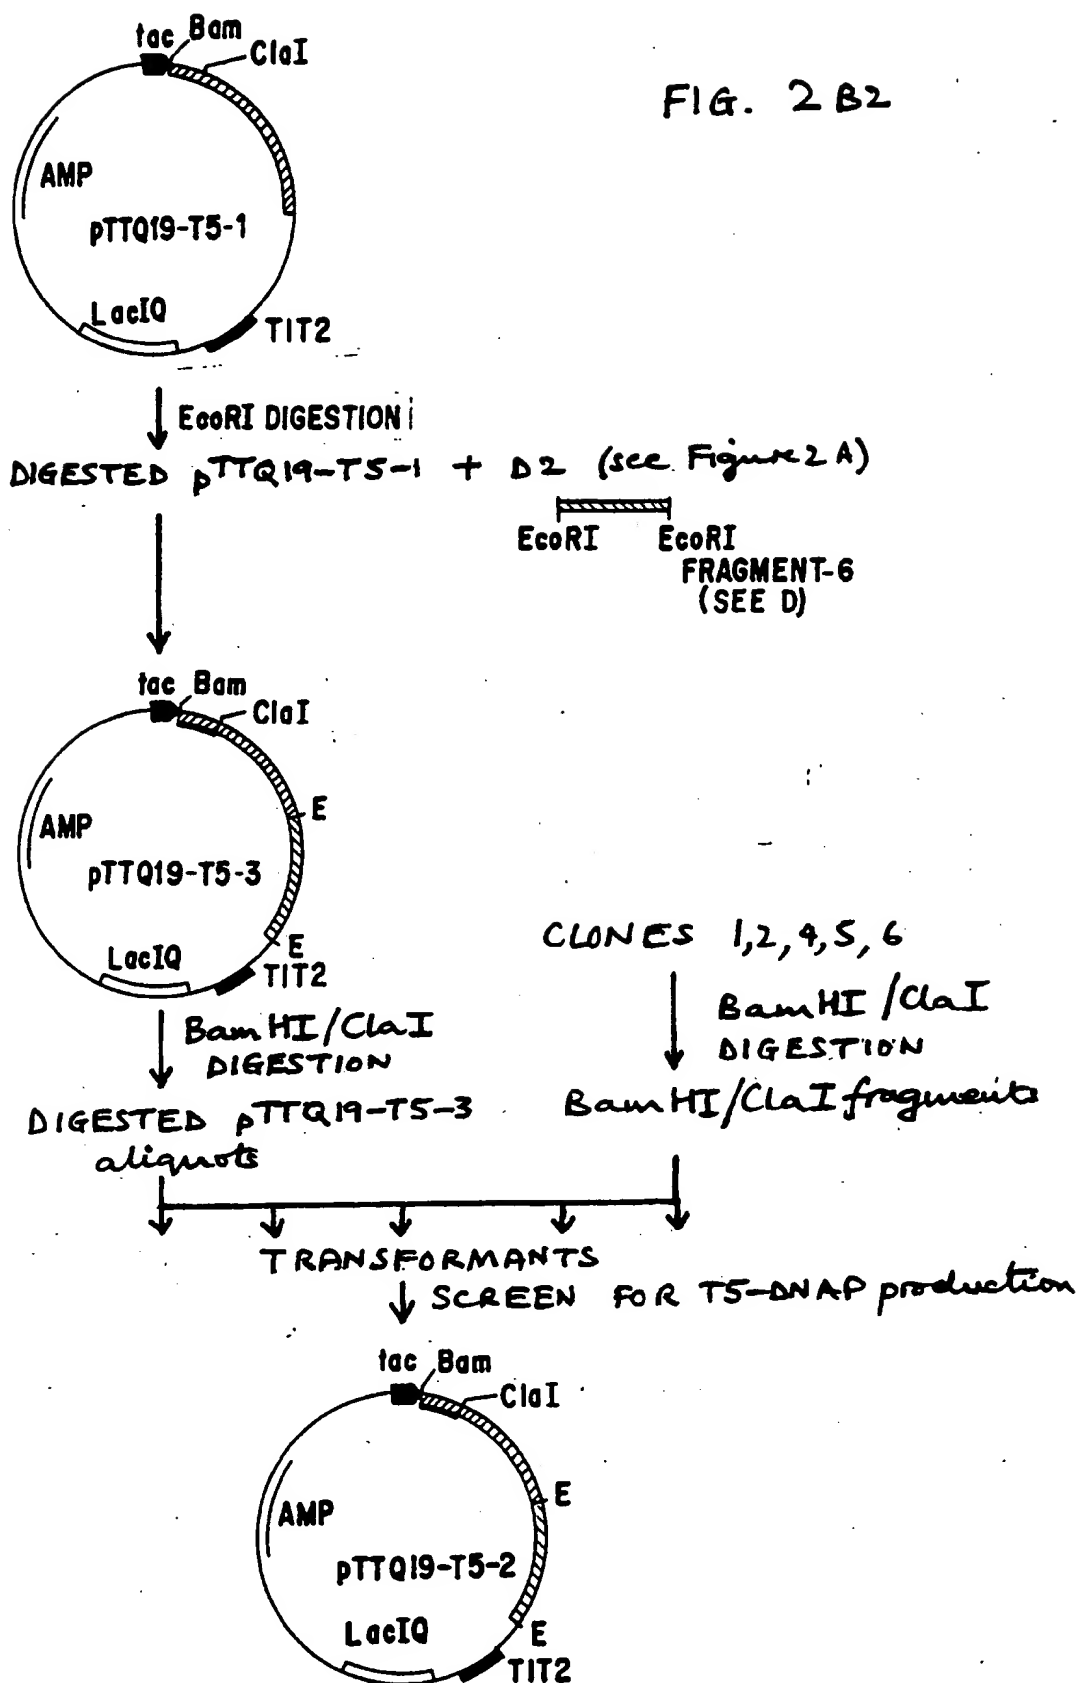 FIG. 2 B2
tac Bam
ClaI
AMP
pTTQ19-T5-1
LacIQ
TIT2
EcoRI DIGESTION
DIGESTED pTTQ19-T5-1 + D2 (see Figure 2 A)
EcoRI EcoRI
FRAGMENT-6
(SEE D)
tac Bam
ClaI
E
AMP
pTTQ19-T5-3
E
LacIQ
TIT2
CLONES 1,2,4,5,6
BamHI/ClaI
DIGESTION
BamHI/ClaI
DIGESTION
DIGESTED pTTQ19-T5-3
aliquots
BamHI/ClaI fragments
TRANSFORMANTS
SCREEN FOR T5-DNAP production
tac Bam
ClaI
E
AMP
pTTQ19-T5-2
E
LacIQ
TIT2